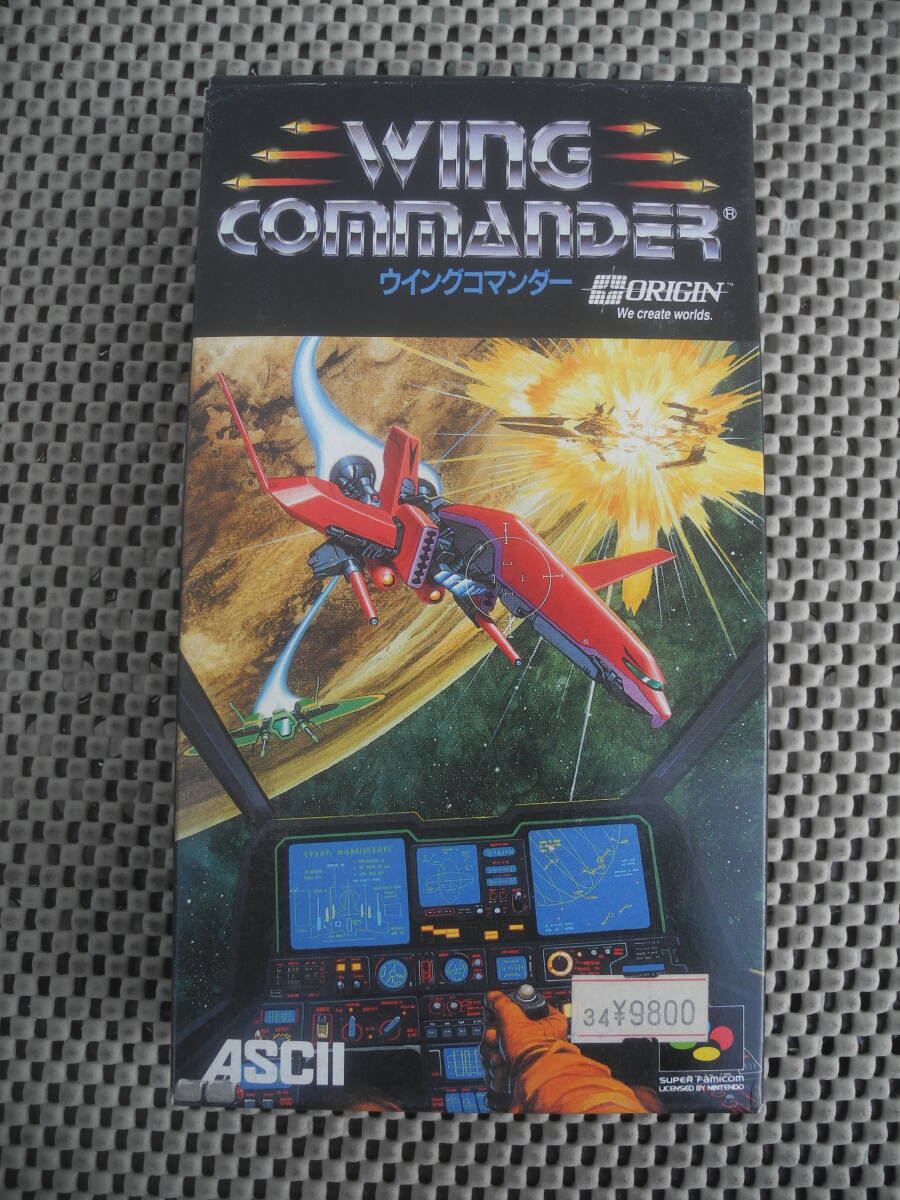 WING
COMMANDER®
ウイングコマンダー
ORIGIN™
We create worlds.
34¥9800
ASCII
SUPER FAMICOM
LICENSED BY NINTENDO